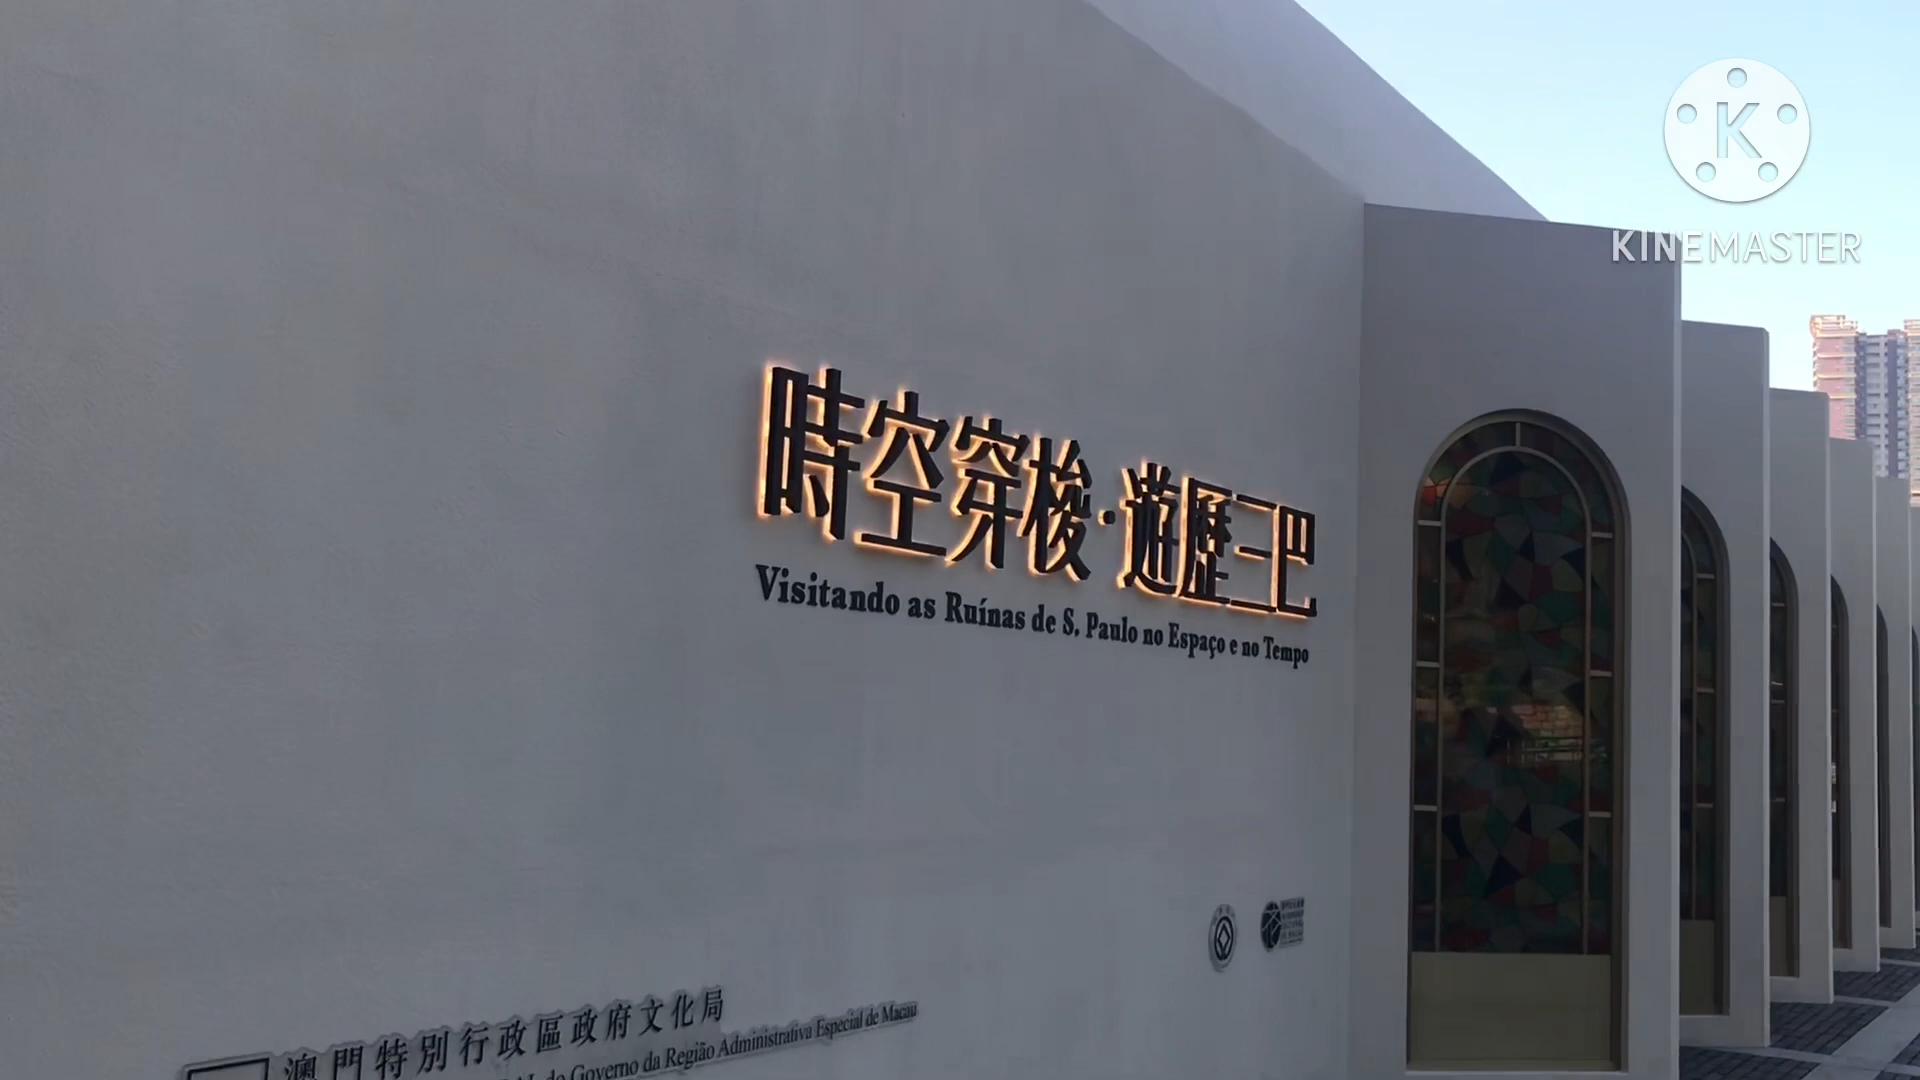 KINEMASTER
時空穿梭·遊歷三巴
Visitando as Ruínas de S. Paulo no Espaço e no Tempo
澳門特別行政區政府文化局
do Governo da Região Administrativa Especial de Macau